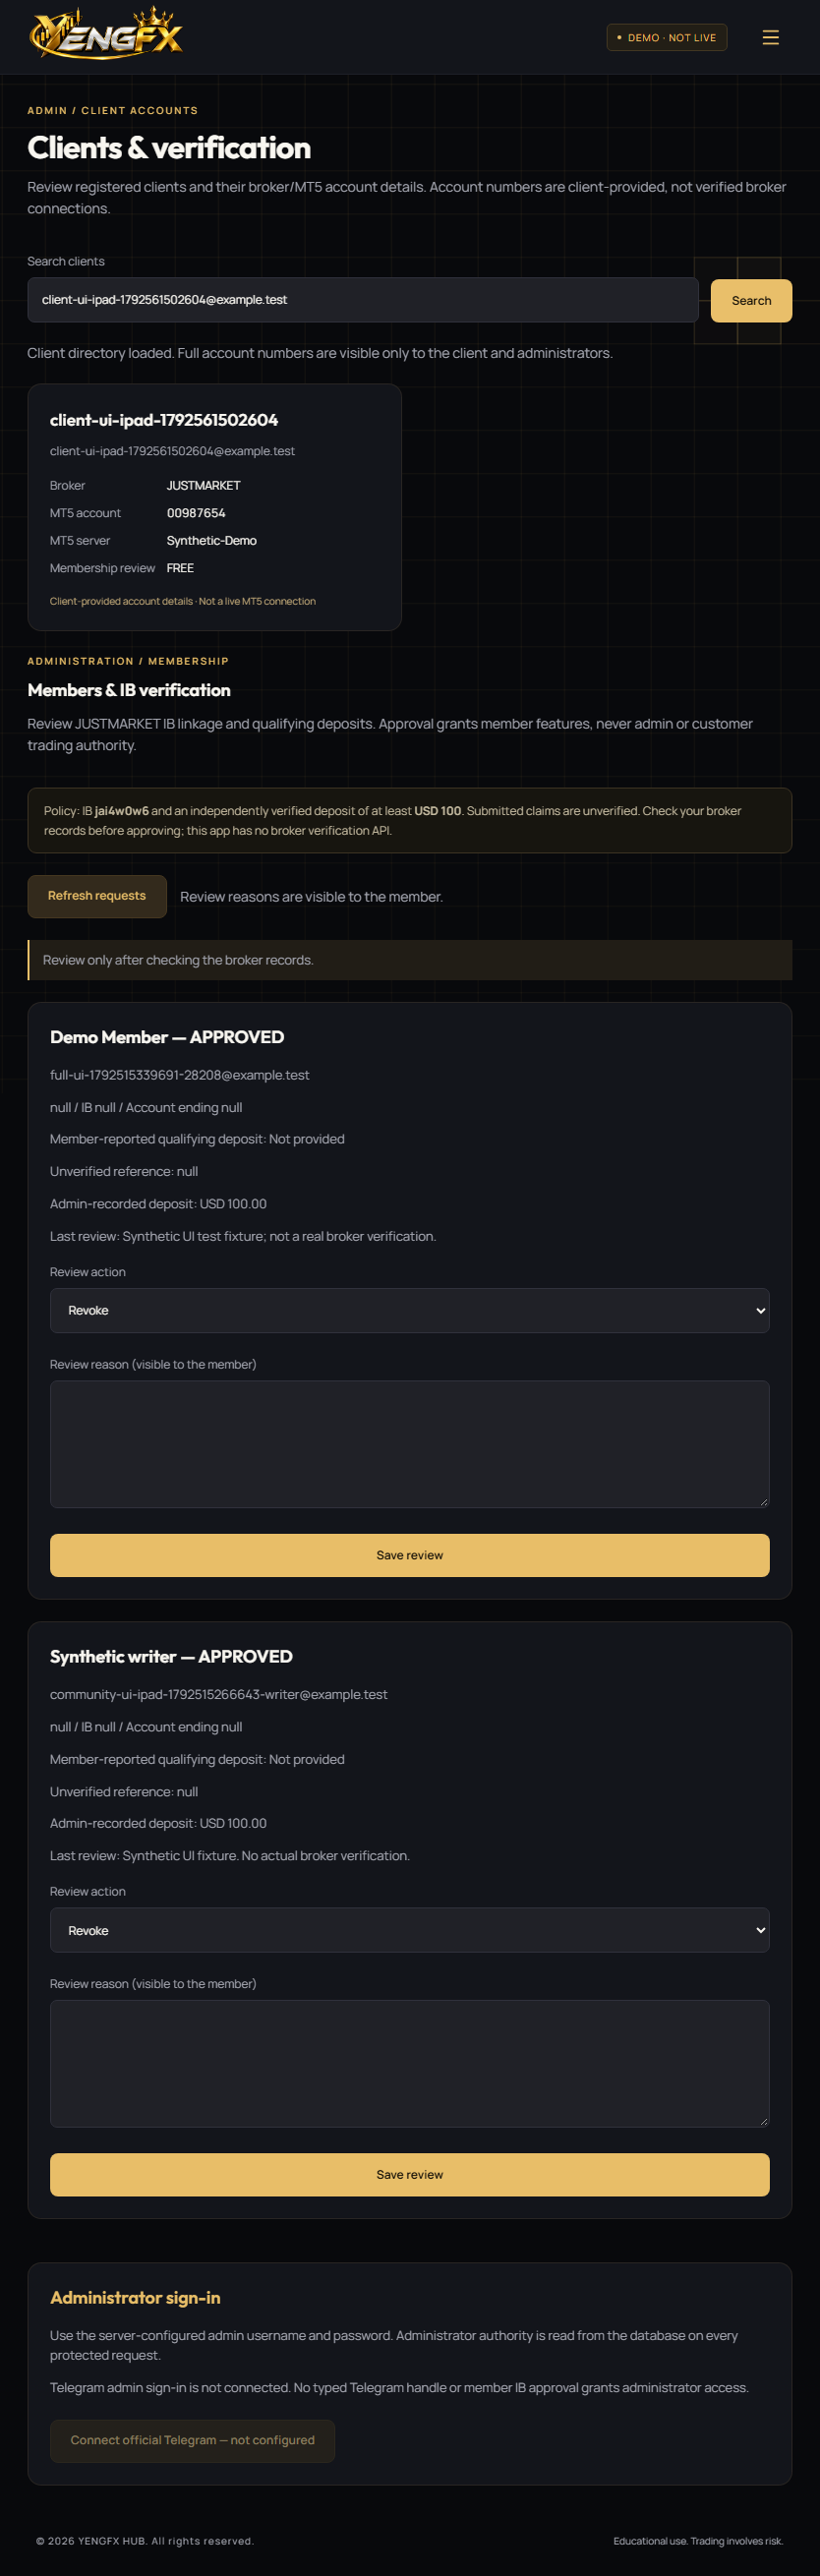 YENGFX
• DEMO · NOT LIVE
ADMIN / CLIENT ACCOUNTS
Clients & verification
Review registered clients and their broker/MT5 account details. Account numbers are client-provided, not verified broker
connections.
Search clients
client-ui-ipad-1792561502604@example.test
Search
Client directory loaded. Full account numbers are visible only to the client and administrators.
client-ui-ipad-1792561502604
client-ui-ipad-1792561502604@example.test
Broker JUSTMARKET
MT5 account 00987654
MT5 server Synthetic-Demo
Membership review FREE
Client-provided account details · Not a live MT5 connection
ADMINISTRATION / MEMBERSHIP
Members & IB verification
Review JUSTMARKET IB linkage and qualifying deposits. Approval grants member features, never admin or customer
trading authority.
Policy: IB jai4w0w6 and an independently verified deposit of at least USD 100. Submitted claims are unverified. Check your broker
records before approving; this app has no broker verification API.
Refresh requests
Review reasons are visible to the member.
Review only after checking the broker records.
Demo Member — APPROVED
full-ui-1792515339691-28208@example.test
null / IB null / Account ending null
Member-reported qualifying deposit: Not provided
Unverified reference: null
Admin-recorded deposit: USD 100.00
Last review: Synthetic UI test fixture; not a real broker verification.
Review action
Revoke
Review reason (visible to the member)
Save review
Synthetic writer — APPROVED
community-ui-ipad-1792515266643-writer@example.test
null / IB null / Account ending null
Member-reported qualifying deposit: Not provided
Unverified reference: null
Admin-recorded deposit: USD 100.00
Last review: Synthetic UI fixture. No actual broker verification.
Review action
Revoke
Review reason (visible to the member)
Save review
Administrator sign-in
Use the server-configured admin username and password. Administrator authority is read from the database on every
protected request.
Telegram admin sign-in is not connected. No typed Telegram handle or member IB approval grants administrator access.
Connect official Telegram — not configured
© 2026 YENGFX HUB. All rights reserved.
Educational use. Trading involves risk.